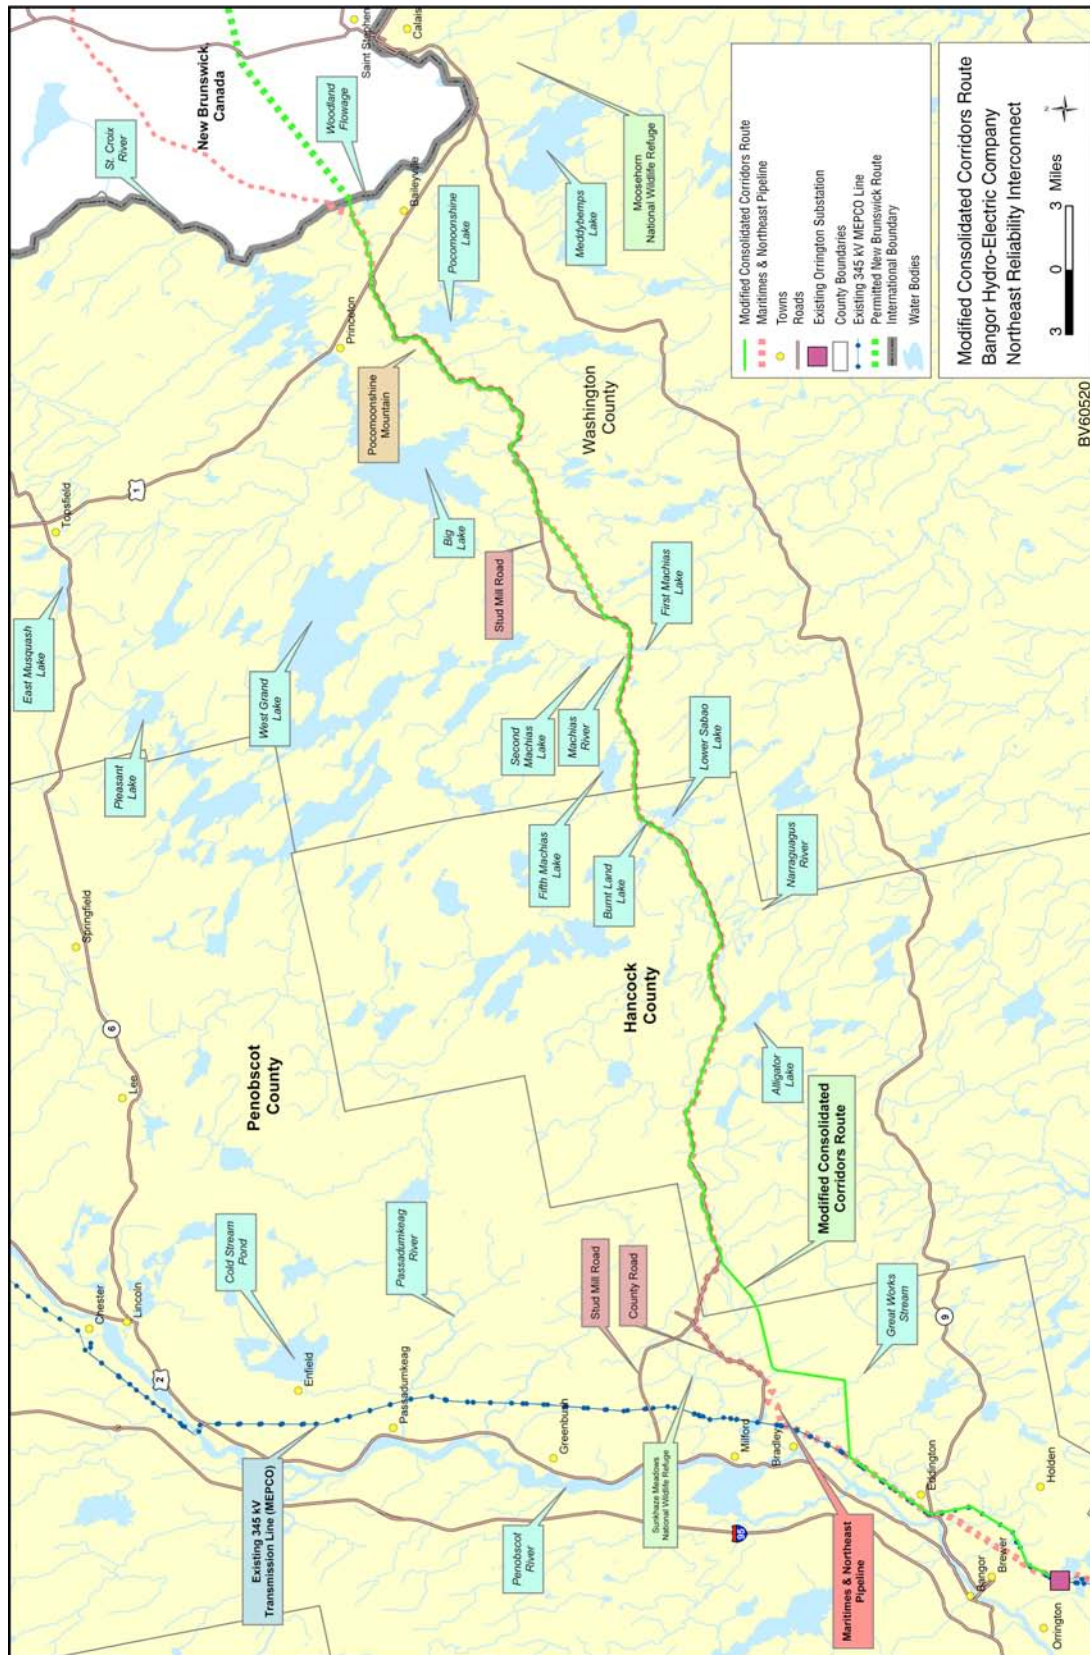 Chester
Lincoln
Lee
Springfield
Topsfield
East Musquash
Lake
St. Croix
River
New Brunswick,
Canada
Saint Stephen
Calais
Woodland
Flowage
Pleasant
Lake
1
6
2
Cold Stream
Pond
Enfield
Penobscot
County
West Grand
Lake
Pocomoonshine
Mountain
Princeton
Baileyville
Pocomoonshine
Lake
Existing 345 kV
Transmission Line (MEPCO)
Passadumkeag
Passadumkeag
River
Big
Lake
Stud Mill Road
Meddybemps
Lake
Moosehorn
National Wildlife Refuge
Penobscot
River
Greenbush
Second
Machias
Lake
Machias
River
First Machias
Lake
Washington
County
Fifth Machias
Lake
Burnt Land
Lake
Lower Sabao
Lake
Hancock
County
Stud Mill Road
County Road
Sunkhaze Meadows
National Wildlife Refuge
Milford
Bradley
95
Narraguagus
River
Alligator
Lake
Modified Consolidated
Corridors Route
Great Works
Stream
9
Maritimes & Northeast
Pipeline
Eddington
Holden
Bangor
Brewer
Orrington
Modified Consolidated Corridors Route
Maritimes & Northeast Pipeline
Towns
Roads
Existing Orrington Substation
County Boundaries
Existing 345 kV MEPCO Line
Permitted New Brunswick Route
International Boundary
Water Bodies
Modified Consolidated Corridors Route
Bangor Hydro-Electric Company
Northeast Reliability Interconnect
3 0 3 Miles
N
BV60520